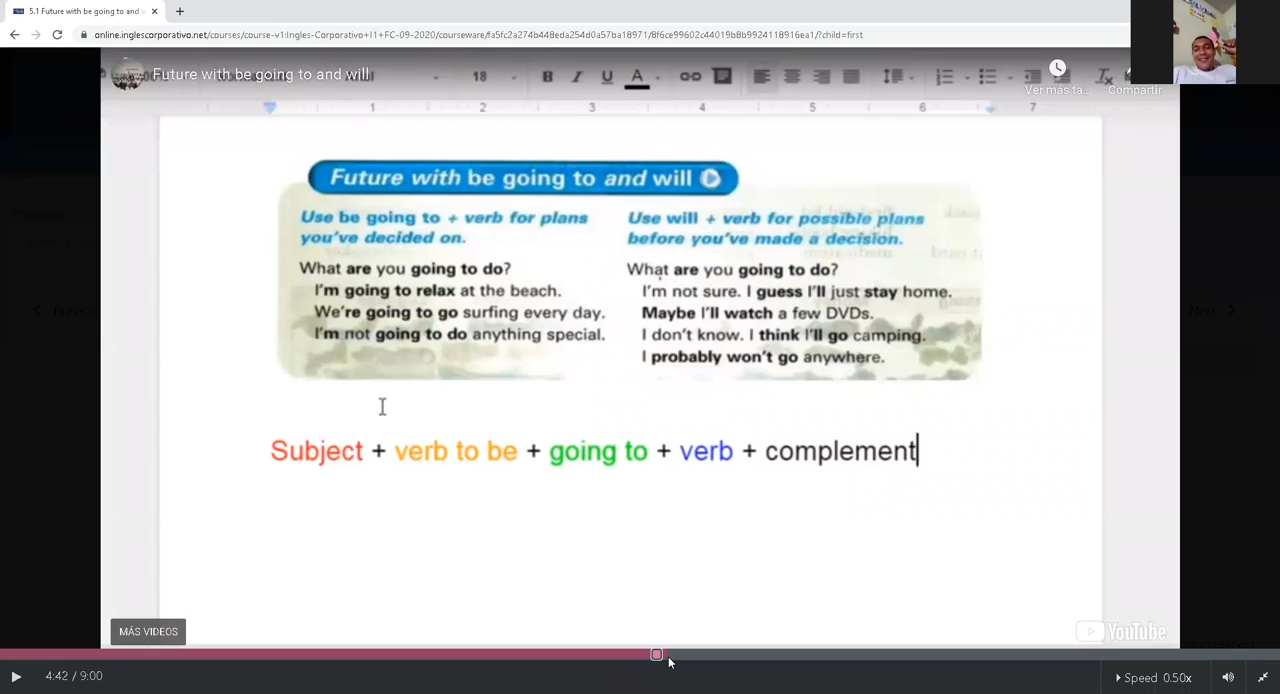 5.1 Future with be going to and
online.inglescorporativo.net/courses/course-v1:Ingles-Corporativo+I1+FC-09-2020/courseware/fa5fc2a274b448eda254d0a57ba18971/8f6ce99602c44019b8b9924118916ea1/?child=first
Future with be going to and will
18
B I U A
Ver más ta... Compartir
1 2 3 4 5 6 7
Future with be going to and will
Use be going to + verb for plans
you've decided on.
What are you going to do?
I'm going to relax at the beach.
We're going to go surfing every day.
I'm not going to do anything special.
Use will + verb for possible plans
before you've made a decision.
What are you going to do?
I'm not sure. I guess I'll just stay home.
Maybe I'll watch a few DVDs.
I don't know. I think I'll go camping.
I probably won't go anywhere.
Previous
Next
Subject + verb to be + going to + verb + complement
MÁS VIDEOS
YouTube
4:42 / 9:00
Speed 0.50x